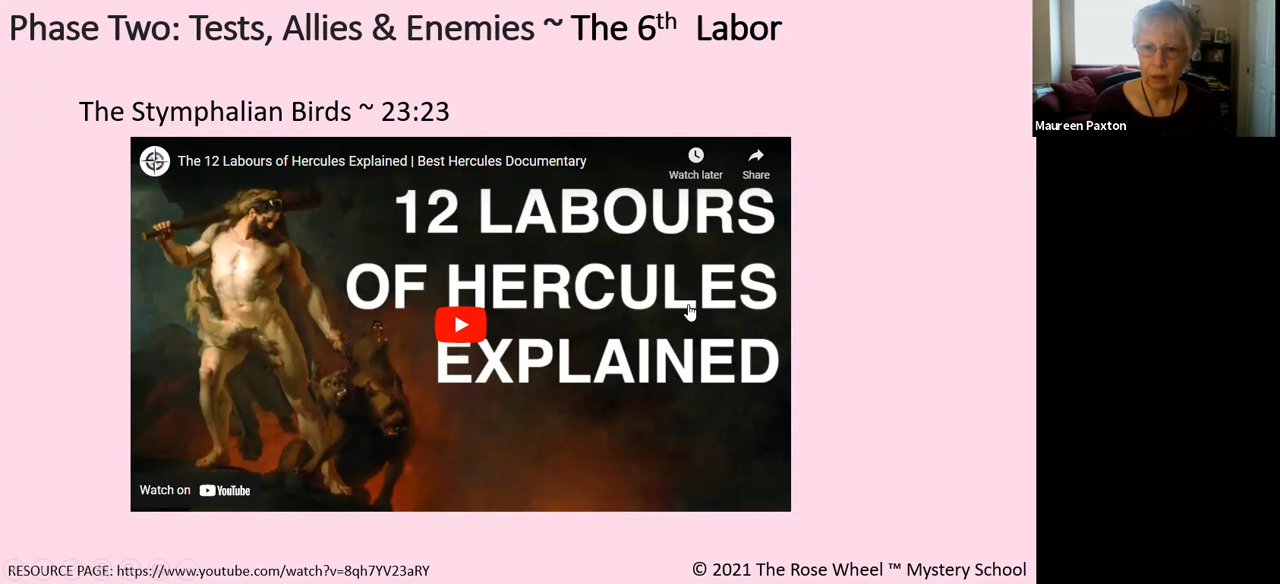 Phase Two: Tests, Allies & Enemies ~ The 6th Labor
Maureen Paxton
The Stymphalian Birds ~ 23:23
The 12 Labours of Hercules Explained | Best Hercules Documentary
Watch later
Share
12 LABOURS
OF HERCULES
EXPLAINED
Watch on YouTube
RESOURCE PAGE: https://www.youtube.com/watch?v=8qh7YV23aRY
© 2021 The Rose Wheel ™ Mystery School